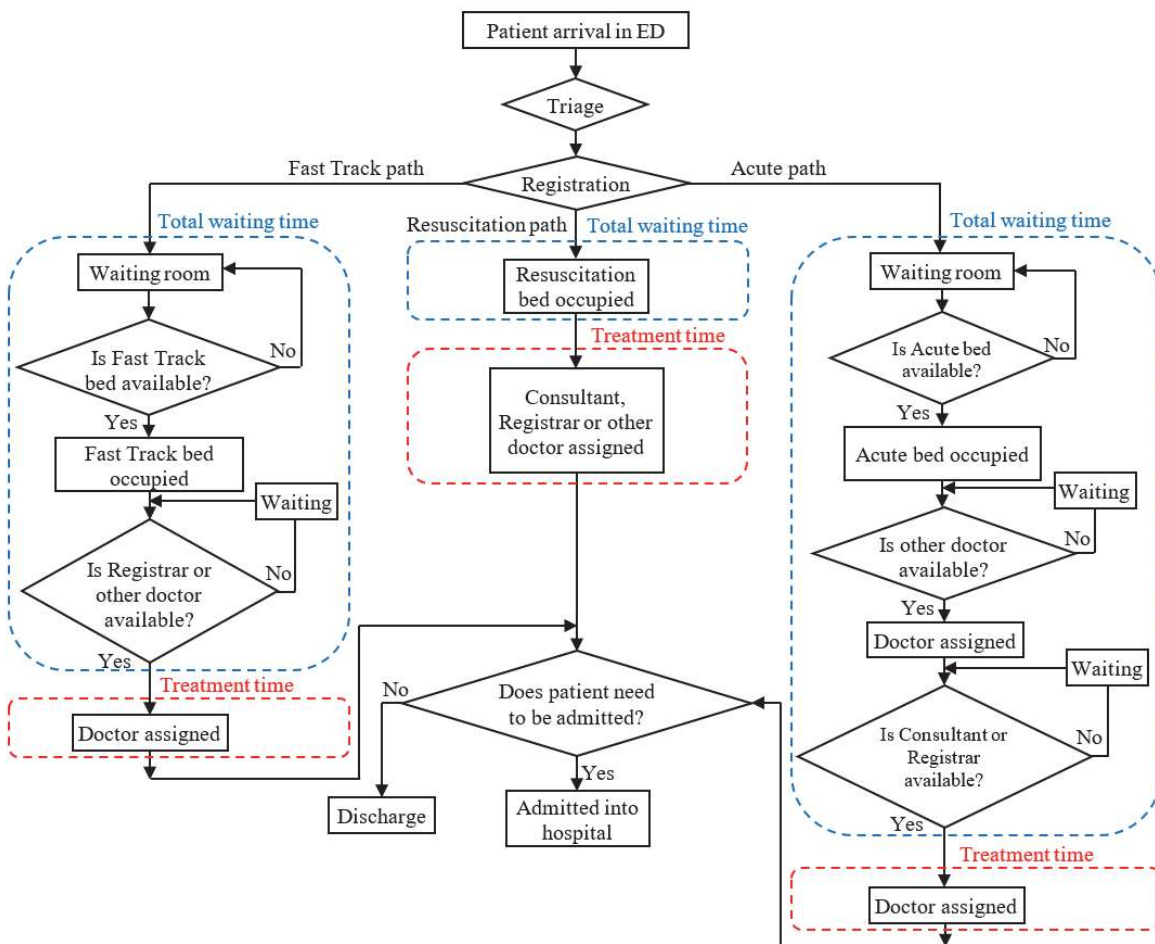 Patient arrival in ED
Triage
Fast Track path
Registration
Acute path
Total waiting time
Resuscitation path
Total waiting time
Total waiting time
Waiting room
Is Fast Track
bed available?
No
Yes
Fast Track bed
occupied
Waiting
Is Registrar or
other doctor
available?
No
Yes
Treatment time
Doctor assigned
Resuscitation
bed occupied
Treatment time
Consultant,
Registrar or other
doctor assigned
Does patient need
to be admitted?
No
Yes
Discharge
Admitted into
hospital
Waiting room
Is Acute bed
available?
No
Yes
Acute bed occupied
Waiting
Is other doctor
available?
No
Yes
Doctor assigned
Waiting
Is Consultant or
Registrar
available?
No
Yes
Treatment time
Doctor assigned